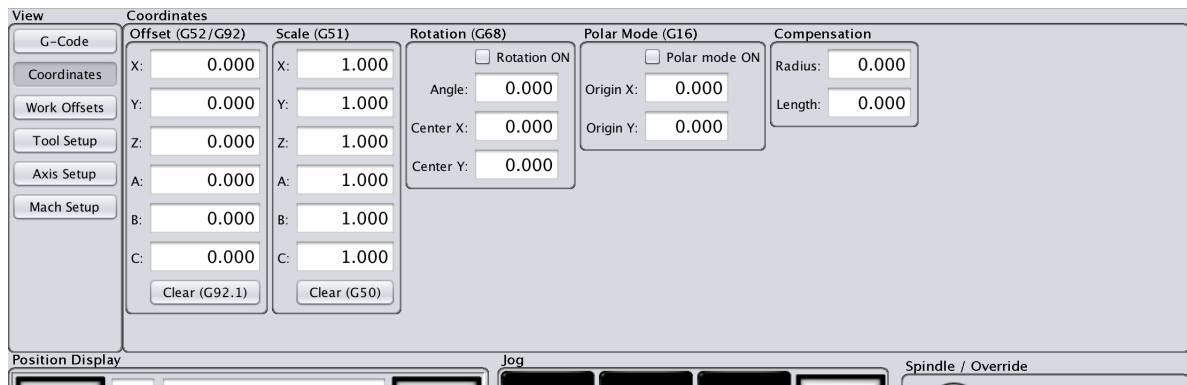 View
Coordinates
G-Code
Coordinates
Work Offsets
Tool Setup
Axis Setup
Mach Setup
Offset (G52/G92)
X: 0.000
Y: 0.000
Z: 0.000
A: 0.000
B: 0.000
C: 0.000
Clear (G92.1)
Scale (G51)
X: 1.000
Y: 1.000
Z: 1.000
A: 1.000
B: 1.000
C: 1.000
Clear (G50)
Rotation (G68)
Rotation ON
Angle: 0.000
Center X: 0.000
Center Y: 0.000
Polar Mode (G16)
Polar mode ON
Origin X: 0.000
Origin Y: 0.000
Compensation
Radius: 0.000
Length: 0.000
Position Display
Jog
Spindle / Override